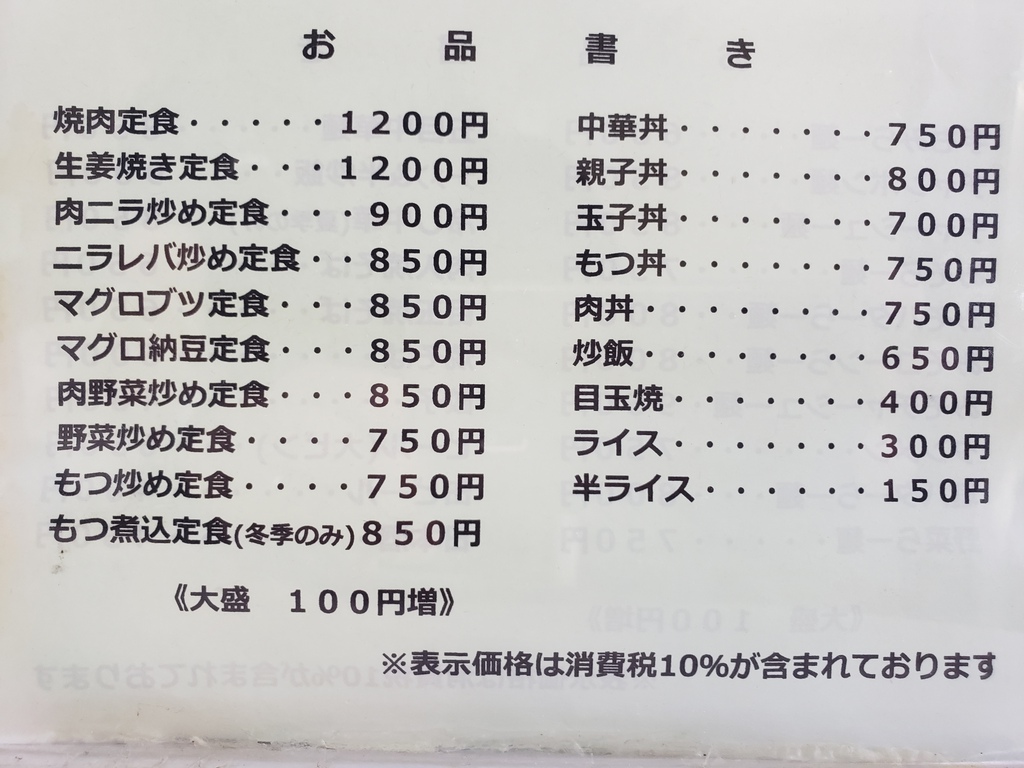 お品書き
焼肉定食・・・・・１２００円
生姜焼き定食・・・１２００円
肉ニラ炒め定食・・・９００円
ニラレバ炒め定食・・８５０円
マグロブツ定食・・・８５０円
マグロ納豆定食・・・８５０円
肉野菜炒め定食・・・８５０円
野菜炒め定食・・・・７５０円
もつ炒め定食・・・・７５０円
もつ煮込定食(冬季のみ)８５０円
《大盛　１００円増》
中華丼・・・・・・・７５０円
親子丼・・・・・・・８００円
玉子丼・・・・・・・７００円
もつ丼・・・・・・・７５０円
肉丼・・・・・・・・７５０円
炒飯・・・・・・・・６５０円
目玉焼・・・・・・・４００円
ライス・・・・・・・３００円
半ライス・・・・・・１５０円
※表示価格は消費税10%が含まれております